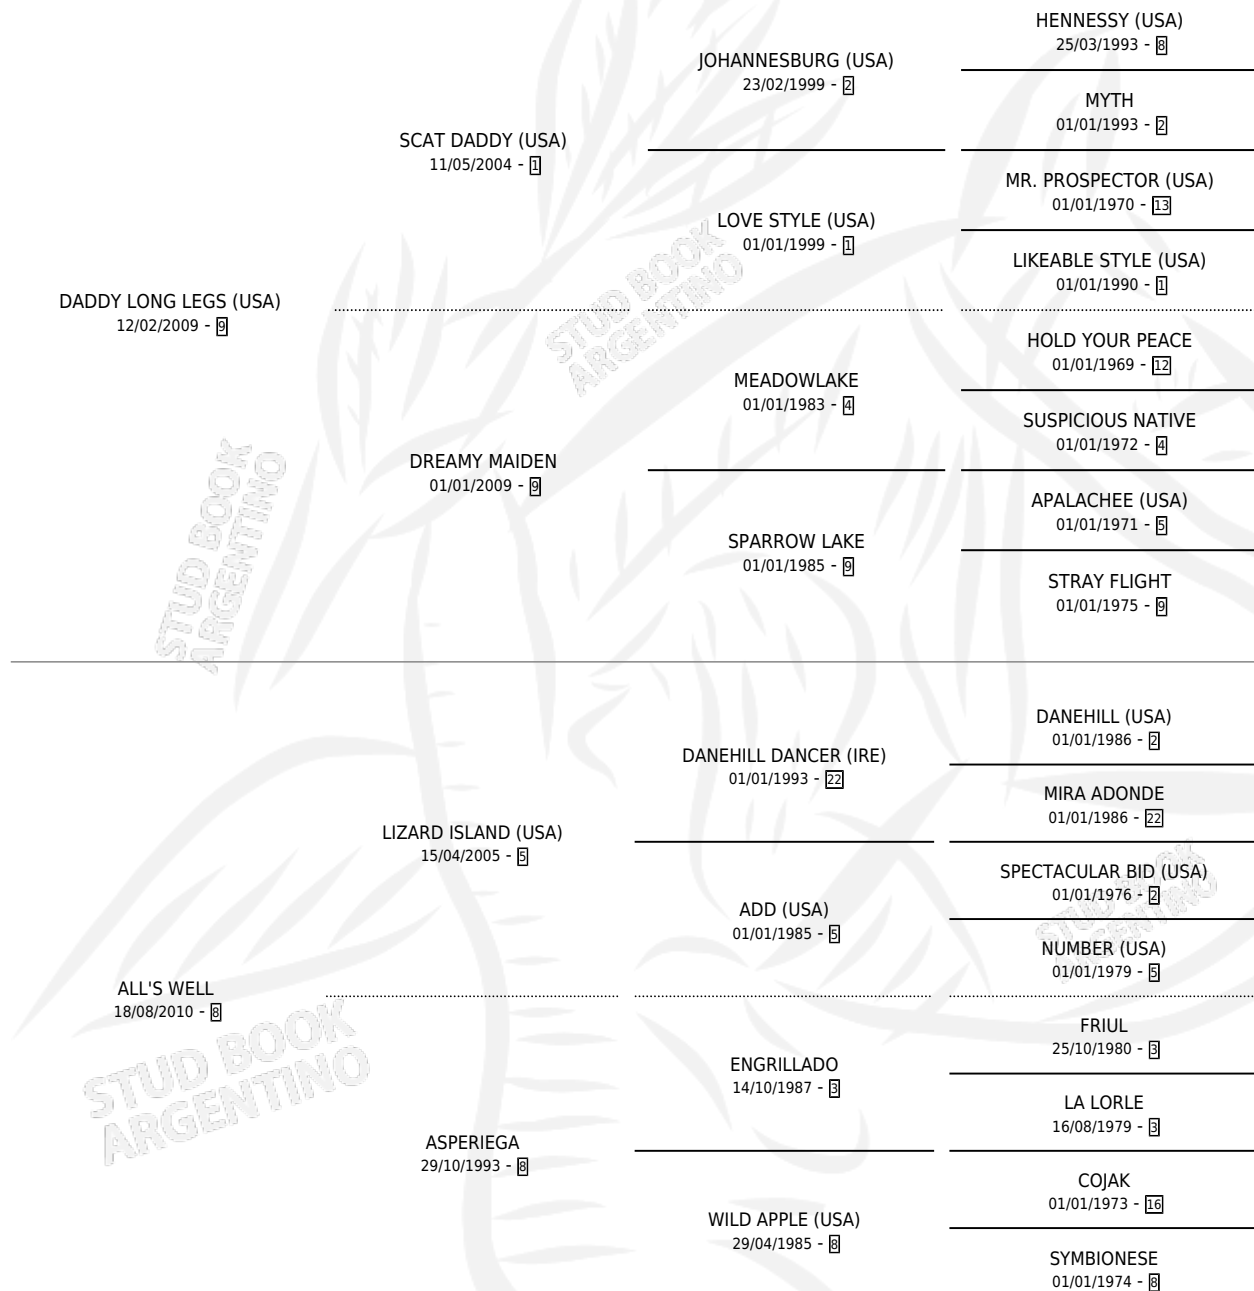 HENNESSY (USA)
25/03/1993 - 8
JOHANNESBURG (USA)
23/02/1999 - 2
MYTH
01/01/1993 - 2
SCAT DADDY (USA)
11/05/2004 - 1
MR. PROSPECTOR (USA)
01/01/1970 - 13
LOVE STYLE (USA)
01/01/1999 - 1
LIKEABLE STYLE (USA)
01/01/1990 - 1
DADDY LONG LEGS (USA)
12/02/2009 - 9
HOLD YOUR PEACE
01/01/1969 - 12
MEADOWLAKE
01/01/1983 - 4
SUSPICIOUS NATIVE
01/01/1972 - 4
DREAMY MAIDEN
01/01/2009 - 9
APALACHEE (USA)
01/01/1971 - 5
SPARROW LAKE
01/01/1985 - 9
STRAY FLIGHT
01/01/1975 - 9
DANEHILL (USA)
01/01/1986 - 2
DANEHILL DANCER (IRE)
01/01/1993 - 22
MIRA ADONDE
01/01/1986 - 22
LIZARD ISLAND (USA)
15/04/2005 - 5
SPECTACULAR BID (USA)
01/01/1976 - 2
ADD (USA)
01/01/1985 - 5
NUMBER (USA)
01/01/1979 - 5
ALL'S WELL
18/08/2010 - 8
FRIUL
25/10/1980 - 3
ENGRILLADO
14/10/1987 - 3
LA LORLE
16/08/1979 - 3
ASPERIEGA
29/10/1993 - 8
COJAK
01/01/1973 - 16
WILD APPLE (USA)
29/04/1985 - 8
SYMBIONESE
01/01/1974 - 8
STUD BOOK
ARGENTINO
STUD BOOK
ARGENTINO
STUD BOOK
ARGENTINO
STUD BOOK
ARGENTINO